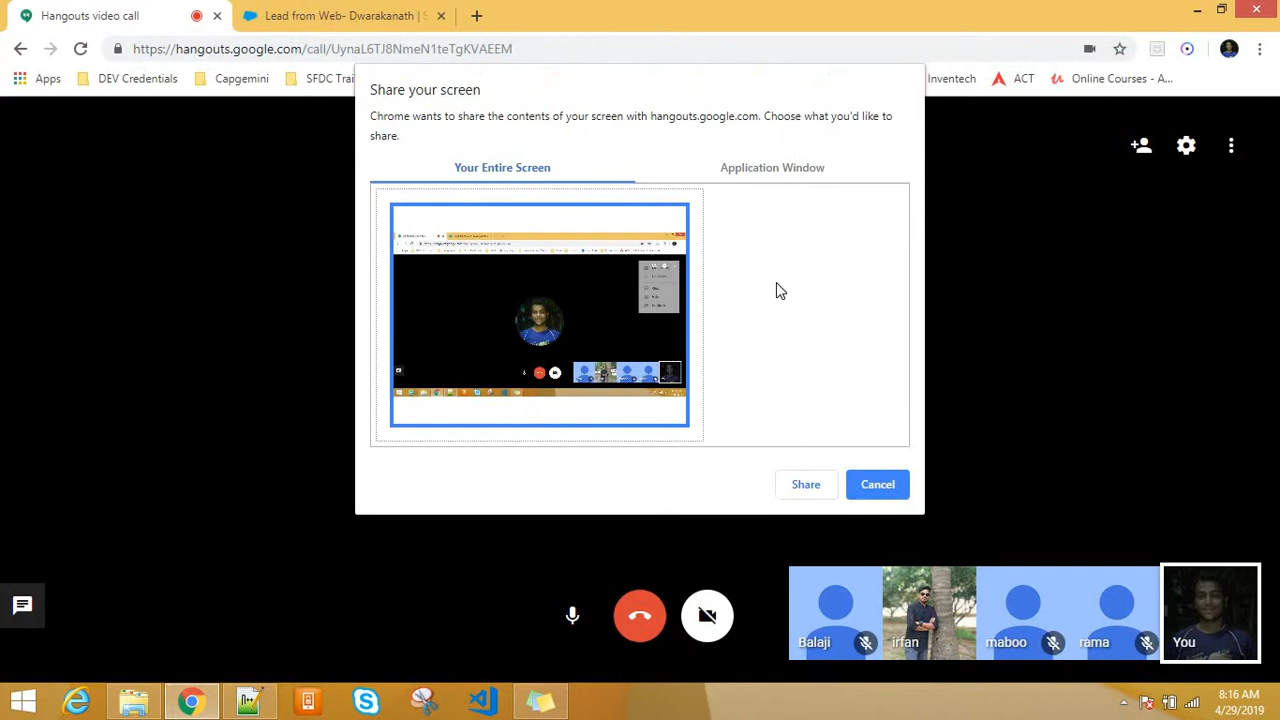 Hangouts video call
Lead from Web- Dwarakanath | S
https://hangouts.google.com/call/UynaL6TJ8NmeN1teTgKVAEEM
Apps
DEV Credentials
Capgemini
SFDC Trai
Inventech
ACT
Online Courses - A...
Share your screen
Chrome wants to share the contents of your screen with hangouts.google.com. Choose what you'd like to
share.
Your Entire Screen
Application Window
Share
Cancel
Balaji
irfan
maboo
rama
You
8:16 AM
4/29/2019